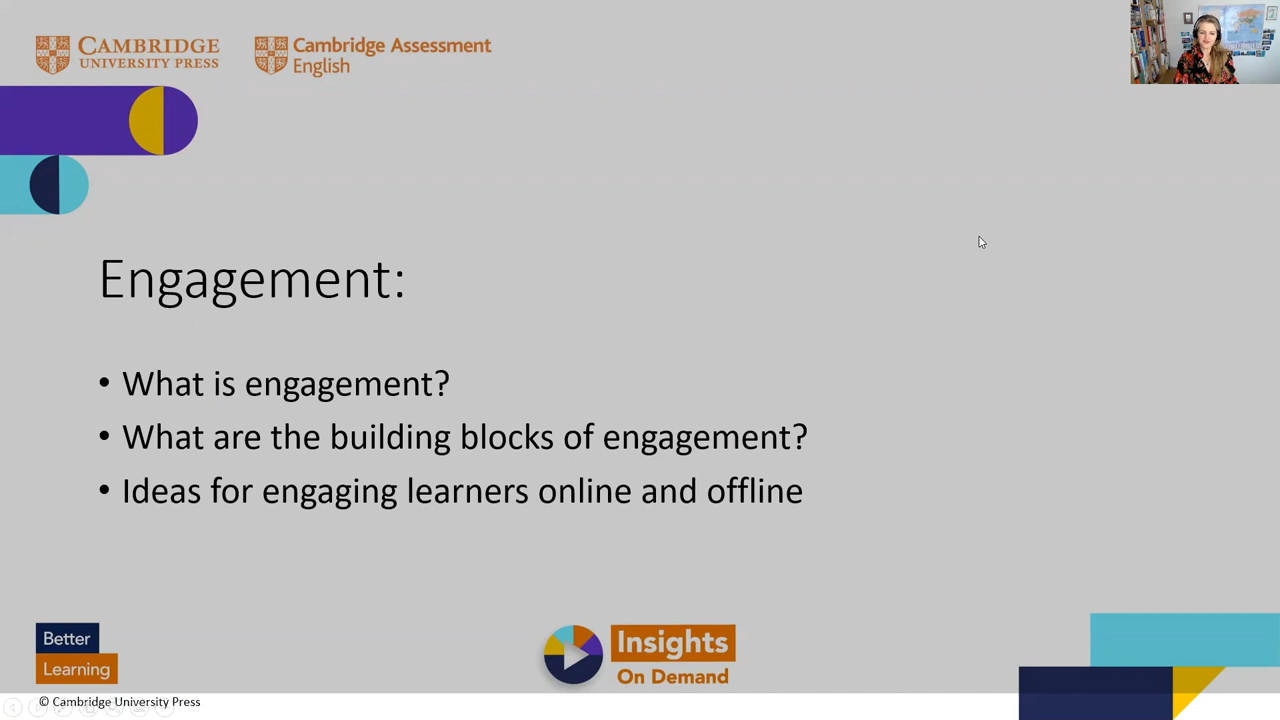 CAMBRIDGE
UNIVERSITY PRESS
Cambridge Assessment
English
Engagement:
• What is engagement?
• What are the building blocks of engagement?
• Ideas for engaging learners online and offline
Better
Learning
Insights
On Demand
© Cambridge University Press